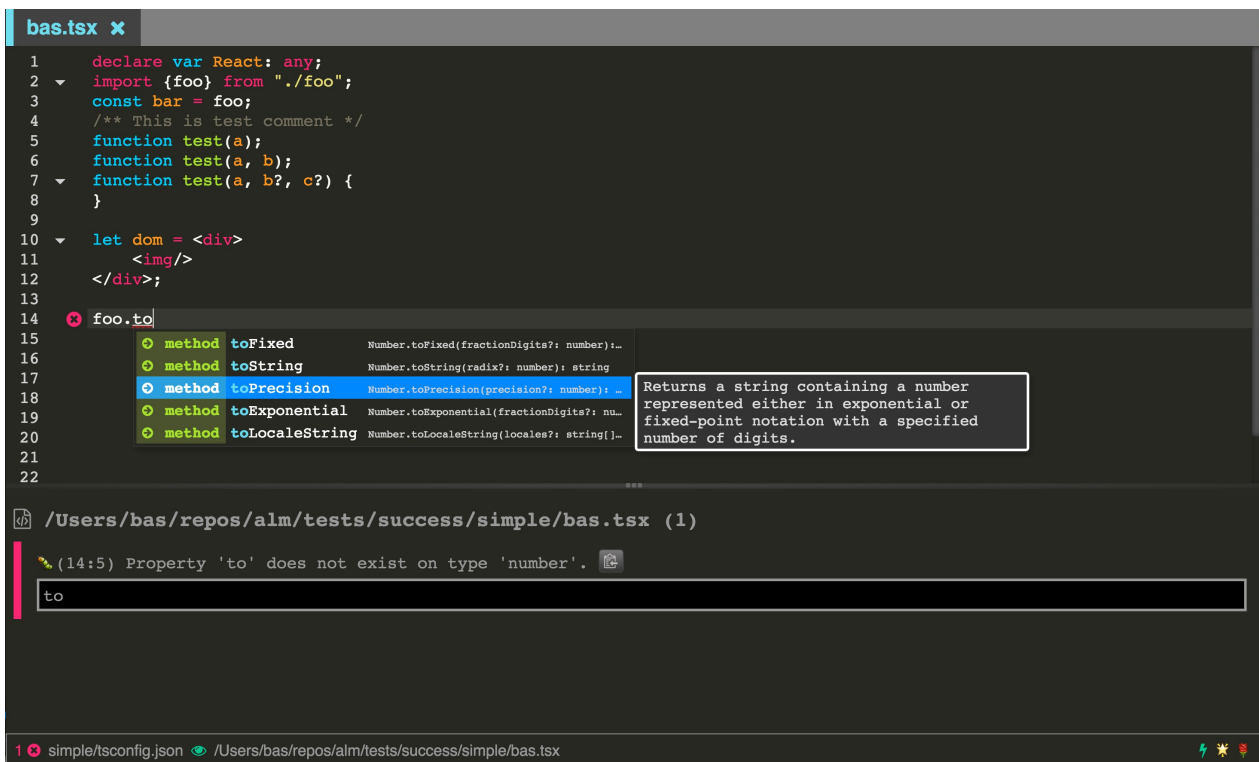 bas.tsx ✖
1 declare var React: any;
2 import {foo} from "./foo";
3 const bar = foo;
4 /** This is test comment */
5 function test(a);
6 function test(a, b);
7 function test(a, b?, c?) {
8 }
9
10 let dom = <div>
11 <img/>
12 </div>;
13
14 foo.to
15
16
17
18
19
20
21
22
method toFixed Number.toFixed(fractionDigits?: number):…
method toString Number.toString(radix?: number): string
method toPrecision Number.toPrecision(precision?: number): …
method toExponential Number.toExponential(fractionDigits?: nu…
method toLocaleString Number.toLocaleString(locales?: string[]…
Returns a string containing a number
represented either in exponential or
fixed-point notation with a specified
number of digits.
/Users/bas/repos/alm/tests/success/simple/bas.tsx (1)
(14:5) Property 'to' does not exist on type 'number'.
to
1 simple/tsconfig.json /Users/bas/repos/alm/tests/success/simple/bas.tsx